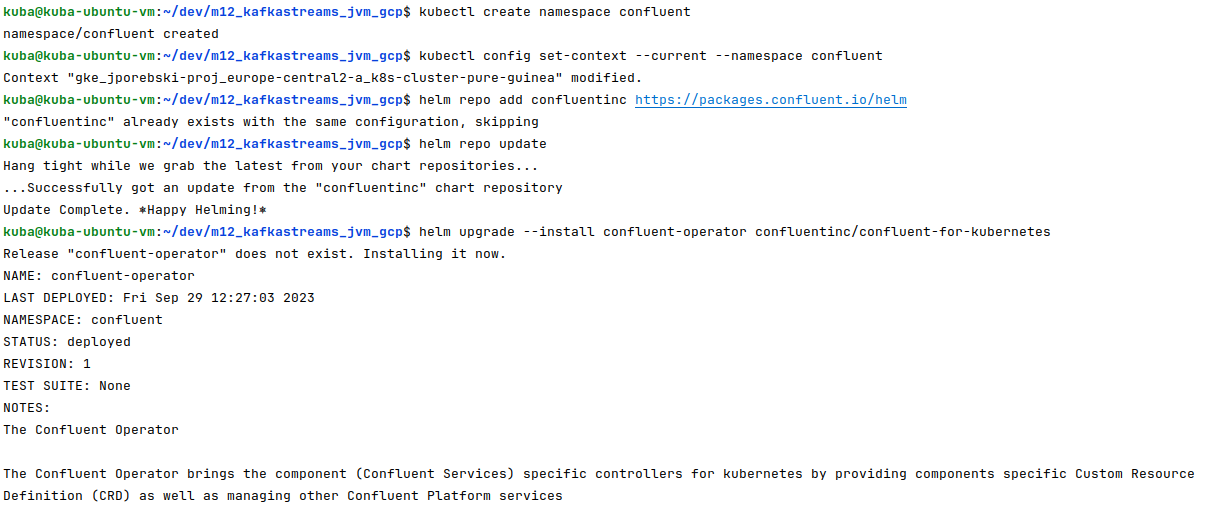 kuba@kuba-ubuntu-vm:~/dev/m12_kafkastreams_jvm_gcp$ kubectl create namespace confluent
namespace/confluent created
kuba@kuba-ubuntu-vm:~/dev/m12_kafkastreams_jvm_gcp$ kubectl config set-context --current --namespace confluent
Context "gke_jporebski-proj_europe-central2-a_k8s-cluster-pure-guinea" modified.
kuba@kuba-ubuntu-vm:~/dev/m12_kafkastreams_jvm_gcp$ helm repo add confluentinc https://packages.confluent.io/helm
"confluentinc" already exists with the same configuration, skipping
kuba@kuba-ubuntu-vm:~/dev/m12_kafkastreams_jvm_gcp$ helm repo update
Hang tight while we grab the latest from your chart repositories...
...Successfully got an update from the "confluentinc" chart repository
Update Complete. ⎈Happy Helming!⎈
kuba@kuba-ubuntu-vm:~/dev/m12_kafkastreams_jvm_gcp$ helm upgrade --install confluent-operator confluentinc/confluent-for-kubernetes
Release "confluent-operator" does not exist. Installing it now.
NAME: confluent-operator
LAST DEPLOYED: Fri Sep 29 12:27:03 2023
NAMESPACE: confluent
STATUS: deployed
REVISION: 1
TEST SUITE: None
NOTES:
The Confluent Operator
The Confluent Operator brings the component (Confluent Services) specific controllers for kubernetes by providing components specific Custom Resource
Definition (CRD) as well as managing other Confluent Platform services